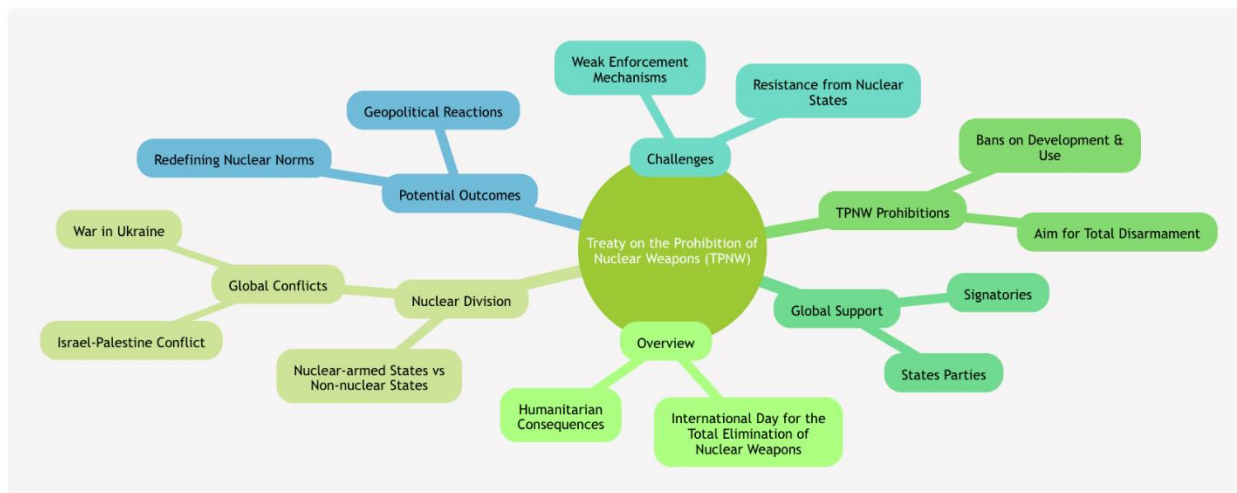 Weak Enforcement
Mechanisms
Resistance from Nuclear
States
Challenges
Geopolitical Reactions
Redefining Nuclear Norms
Potential Outcomes
Bans on Development &
Use
TPNW Prohibitions
Aim for Total Disarmament
Treaty on the Prohibition of
Nuclear Weapons (TPNW)
War in Ukraine
Global Conflicts
Israel-Palestine Conflict
Nuclear Division
Nuclear-armed States vs
Non-nuclear States
Signatories
Global Support
States Parties
Overview
Humanitarian
Consequences
International Day for the
Total Elimination of
Nuclear Weapons